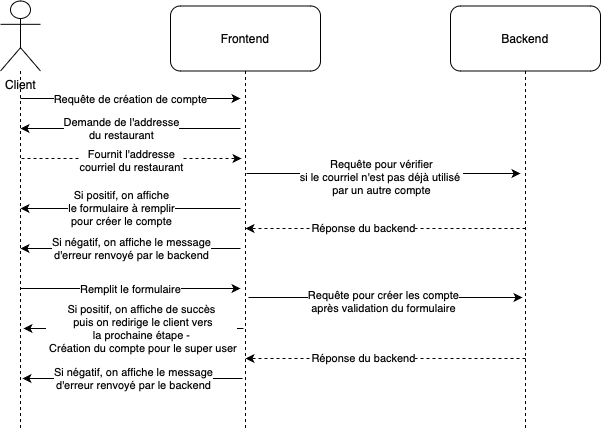 Frontend
Backend
Client
Requête de création de compte
Demande de l'addresse
du restaurant
Fournit l'addresse
courriel du restaurant
Requête pour vérifier
si le courriel n'est pas déjà utilisé
par un autre compte
Si positif, on affiche
le formulaire à remplir
pour créer le compte
Réponse du backend
Si négatif, on affiche le message
d'erreur renvoyé par le backend
Remplit le formulaire
Requête pour créer les compte
après validation du formulaire
Si positif, on affiche de succès
puis on redirige le client vers
la prochaine étape -
Création du compte pour le super user
Réponse du backend
Si négatif, on affiche le message
d'erreur renvoyé par le backend